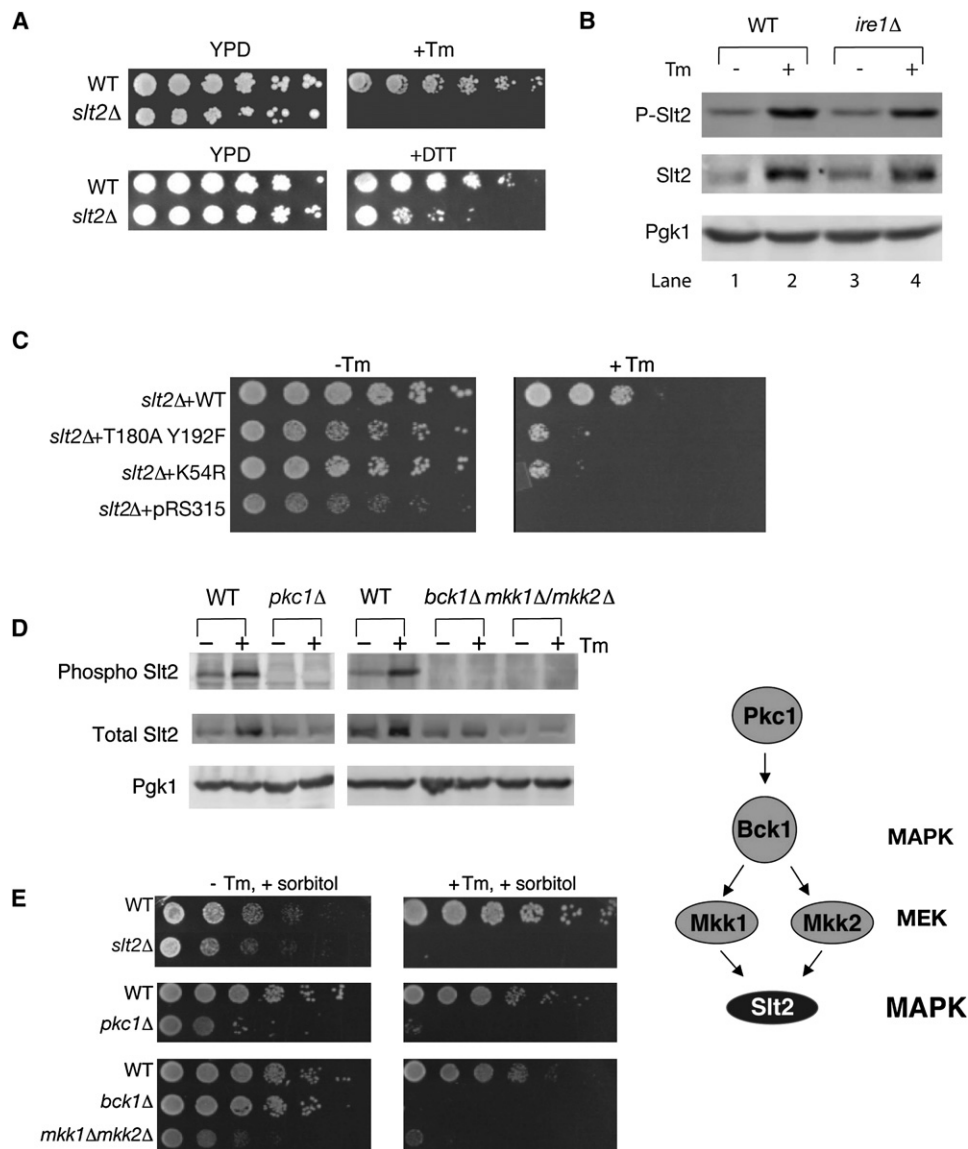 A
YPD
+Tm
WT
slt2Δ
YPD
+DTT
WT
slt2Δ
B
WT
ire1Δ
Tm - + - +
P-Slt2
Slt2
Pgk1
Lane 1 2 3 4
C
-Tm
+ Tm
slt2Δ+WT
slt2Δ+T180A Y192F
slt2Δ+K54R
slt2Δ+pRS315
D
WT pkc1Δ WT bck1Δ mkk1Δ/mkk2Δ
− + − + − + − + − + Tm
Phospho Slt2
Total Slt2
Pgk1
Pkc1
Bck1
MAPK
Mkk1
Mkk2
MEK
Slt2
MAPK
E
- Tm, + sorbitol
+Tm, + sorbitol
WT
slt2Δ
WT
pkc1Δ
WT
bck1Δ
mkk1Δmkk2Δ